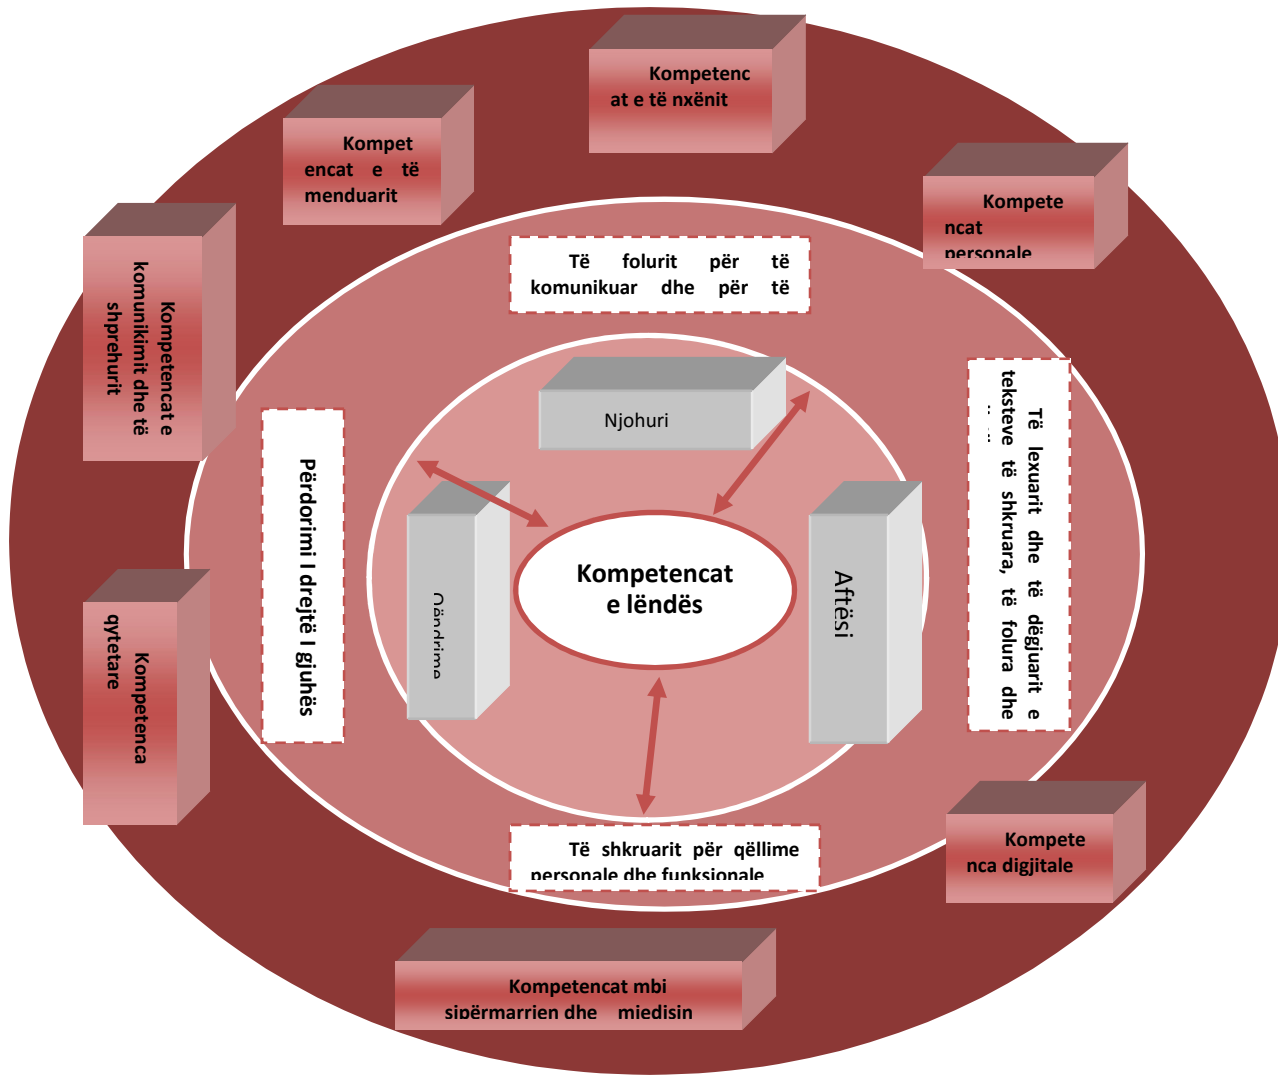 Kompetenc
at e të nxënit
Kompet
encat e të
menduarit
Kompete
ncat
personale
Kompetencat e
komunikimit dhe të
shprehurit
Të folurit për të
komunikuar dhe për të
Njohuri
Të lexuarit dhe të dëgjuarit e
teksteve të shkruara, të folura dhe
Përdorimi I drejtë I gjuhës
Qëndrime
Kompetencat
e lëndës
Aftësi
Kompetenca
qytetare
Të shkruarit për qëllime
personale dhe funksionale
Kompete
nca digjitale
Kompetencat mbi
sipërmarrien dhe mjedisin